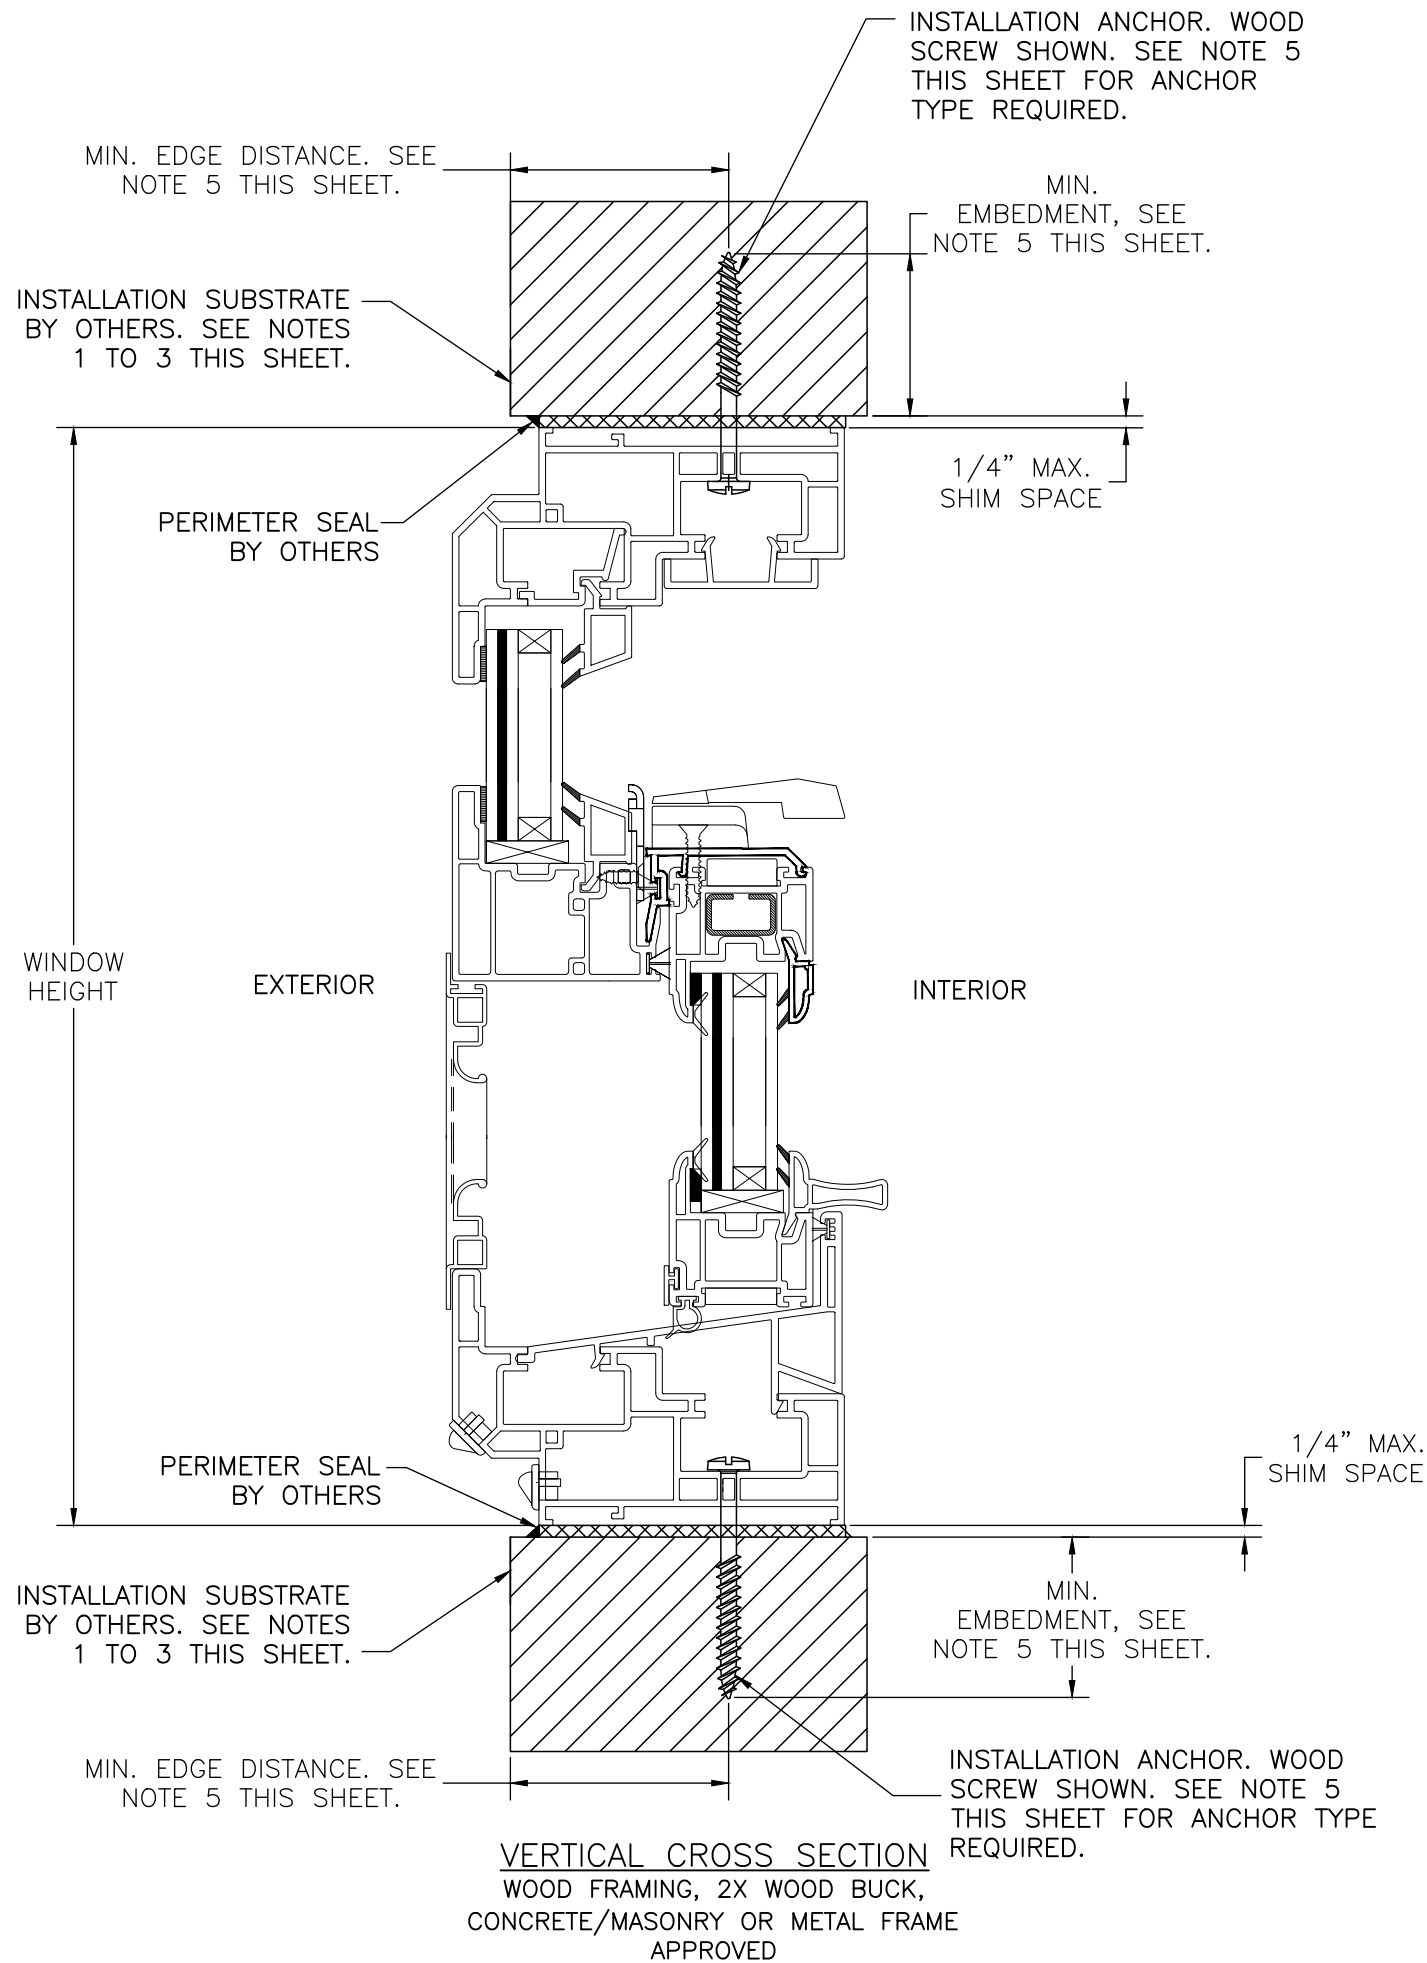 INSTALLATION ANCHOR. WOOD
SCREW SHOWN. SEE NOTE 5
THIS SHEET FOR ANCHOR
TYPE REQUIRED.
MIN. EDGE DISTANCE. SEE
NOTE 5 THIS SHEET.
MIN.
EMBEDMENT, SEE
NOTE 5 THIS SHEET.
INSTALLATION SUBSTRATE
BY OTHERS. SEE NOTES
1 TO 3 THIS SHEET.
1/4" MAX.
SHIM SPACE
PERIMETER SEAL
BY OTHERS
WINDOW
HEIGHT
EXTERIOR
INTERIOR
1/4" MAX.
SHIM SPACE
PERIMETER SEAL
BY OTHERS
INSTALLATION SUBSTRATE
BY OTHERS. SEE NOTES
1 TO 3 THIS SHEET.
MIN.
EMBEDMENT, SEE
NOTE 5 THIS SHEET.
MIN. EDGE DISTANCE. SEE
NOTE 5 THIS SHEET.
INSTALLATION ANCHOR. WOOD
SCREW SHOWN. SEE NOTE 5
THIS SHEET FOR ANCHOR TYPE
REQUIRED.
VERTICAL CROSS SECTION
WOOD FRAMING, 2X WOOD BUCK,
CONCRETE/MASONRY OR METAL FRAME
APPROVED